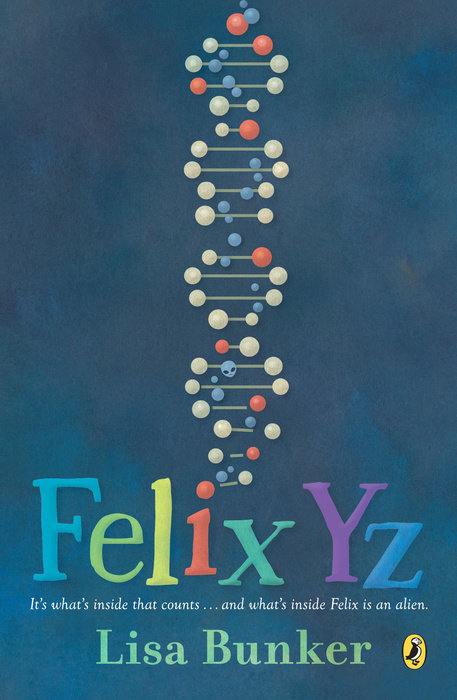 Felix Yz
It's what's inside that counts . . . and what's inside Felix is an alien.
Lisa Bunker